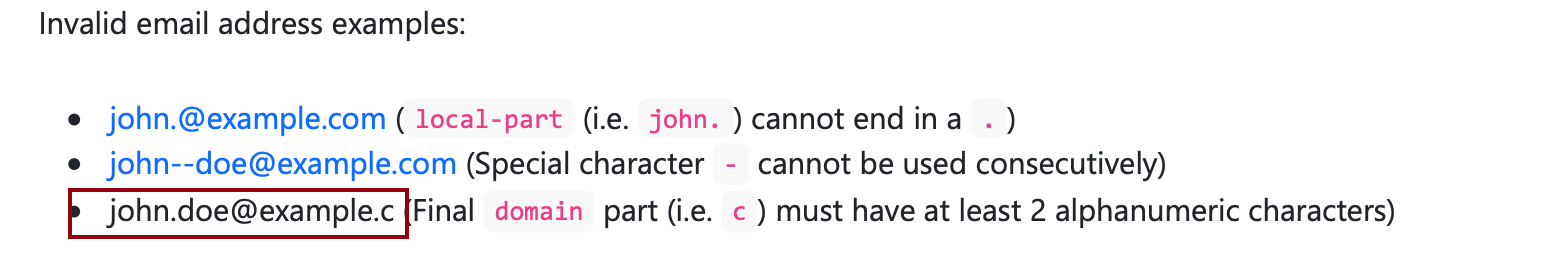 Invalid email address examples:
• john.@example.com ( local-part (i.e. john. ) cannot end in a . )
• john--doe@example.com (Special character - cannot be used consecutively)
• john.doe@example.c (Final domain part (i.e. c ) must have at least 2 alphanumeric characters)